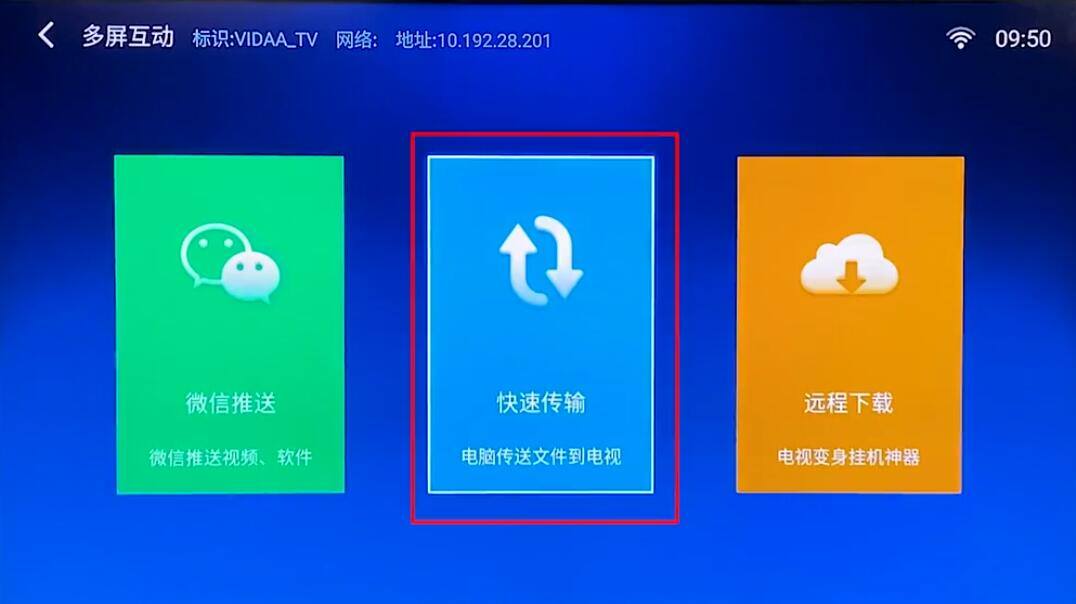 多屏互动 标识:VIDAA_TV 网络: 地址:10.192.28.201 09:50
微信推送
微信推送视频、软件
快速传输
电脑传送文件到电视
远程下载
电视变身挂机神器